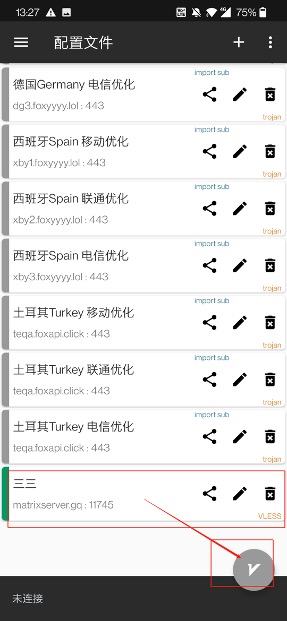 13:27
75%
配置文件
import sub
德国Germany 电信优化
dg3.foxyyyy.lol : 443
trojan
import sub
西班牙Spain 移动优化
xby1.foxyyyy.lol : 443
trojan
import sub
西班牙Spain 联通优化
xby2.foxyyyy.lol : 443
trojan
import sub
西班牙Spain 电信优化
xby3.foxyyyy.lol : 443
trojan
import sub
土耳其Turkey 移动优化
teqa.foxapi.click : 443
trojan
import sub
土耳其Turkey 联通优化
teqa.foxapi.click : 443
trojan
import sub
土耳其Turkey 电信优化
teqa.foxapi.click : 443
trojan
三三
matrixserver.gq : 11745
VLESS
未连接